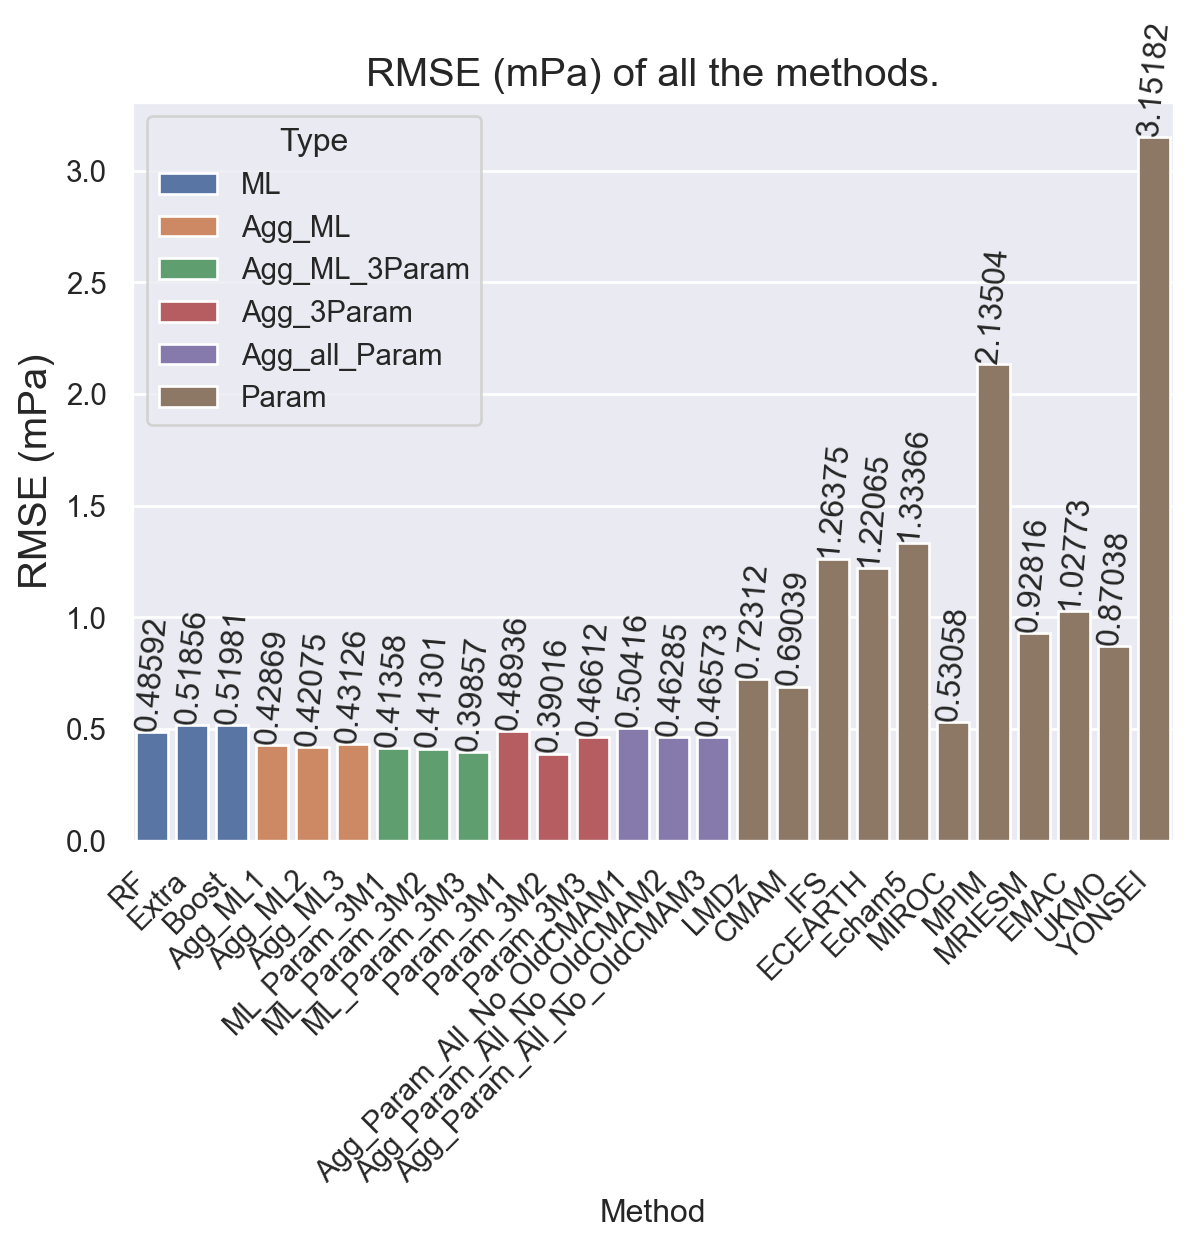 RMSE (mPa) of all the methods.
Type
ML
Agg_ML
Agg_ML_3Param
Agg_3Param
Agg_all_Param
Param
RMSE (mPa)
3.0
2.5
2.0
1.5
1.0
0.5
0.0
0.48592
0.51856
0.51981
0.42869
0.42075
0.43126
0.41358
0.41301
0.39857
0.48936
0.39016
0.46612
0.50416
0.46285
0.46573
0.72312
0.69039
1.26375
1.22065
1.33366
0.53058
2.13504
0.92816
1.02773
0.87038
3.15182
RF
Extra
Boost
Agg_ML1
Agg_ML2
Agg_ML3
ML_Param_3M1
ML_Param_3M2
ML_Param_3M3
Param_3M1
Param_3M2
Param_3M3
Agg_Param_All_No_OldCMAM1
Agg_Param_All_No_OldCMAM2
Agg_Param_All_No_OldCMAM3
LMDz
CMAM
IFS
ECEARTH
Echam5
MIROC
MPIM
MRIESM
EMAC
UKMO
YONSEI
Method